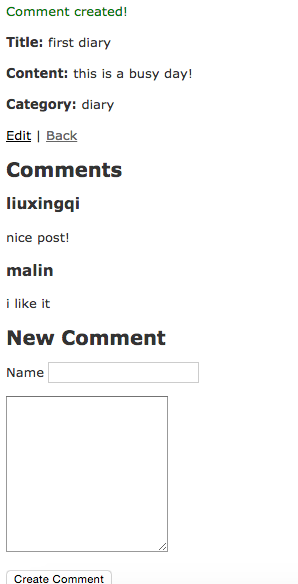 Comment created!
Title: first diary
Content: this is a busy day!
Category: diary
Edit | Back
Comments
liuxingqi
nice post!
malin
i like it
New Comment
Name
Create Comment